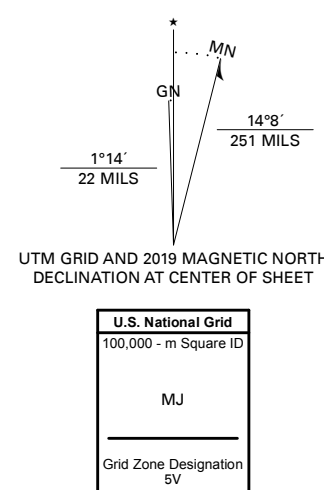 ★
MN
GN
14°8´
251 MILS
1°14´
22 MILS
UTM GRID AND 2019 MAGNETIC NORTH
DECLINATION AT CENTER OF SHEET
U.S. National Grid
100,000 - m Square ID
MJ
Grid Zone Designation
5V